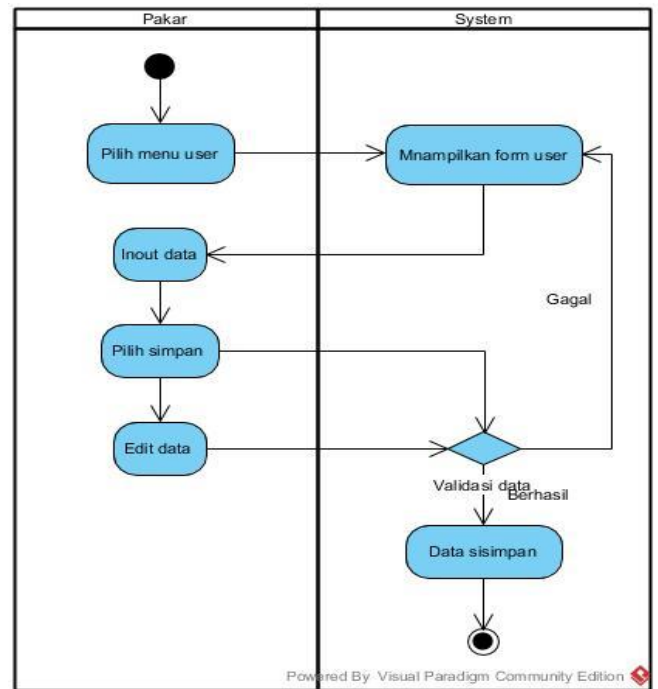 Pakar
System
Pilih menu user
Mnampilkan form user
Inout data
Gagal
Pilih simpan
Edit data
Validasi data
Berhasil
Data sisimpan
Powered By Visual Paradigm Community Edition